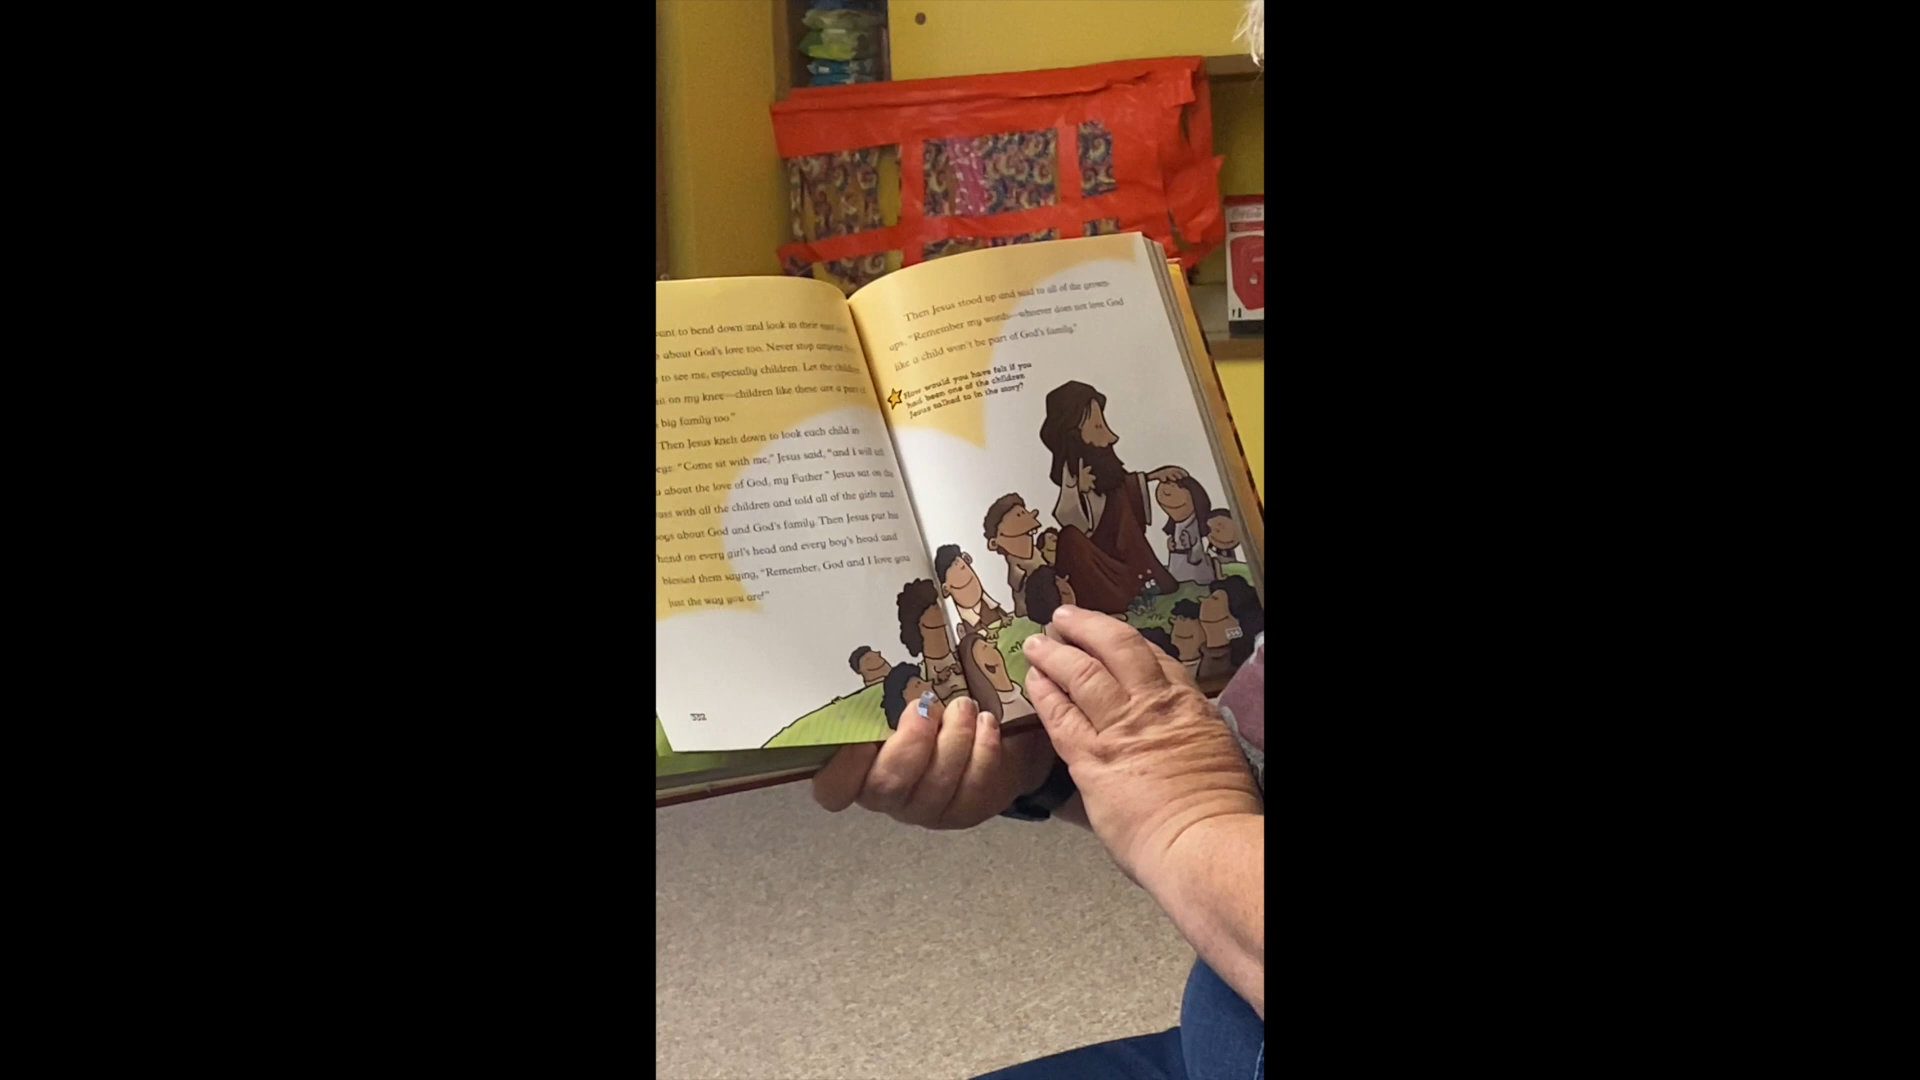 ant to bend down and look in their
about God's love too. Never stop anyone
to see me, especially children. Let the children
sit on my knee—children like these are a part of
big family too."
Then Jesus knelt down to look each child in
eye. "Come sit with me," Jesus said, "and I will tell
about the love of God, my Father." Jesus sat on the
with all the children and told all of the girls and
boys about God and God's family. Then Jesus put his
hand on every girl's head and every boy's head and
blessed them saying, "Remember, God and I love you
just the way you are!"
332
Then Jesus stood up and said to all of the grown-
ups, "Remember my words—whoever does not love God
like a child won't be part of God's family."
How would you have felt if you
had been one of the children
Jesus talked to in the story?